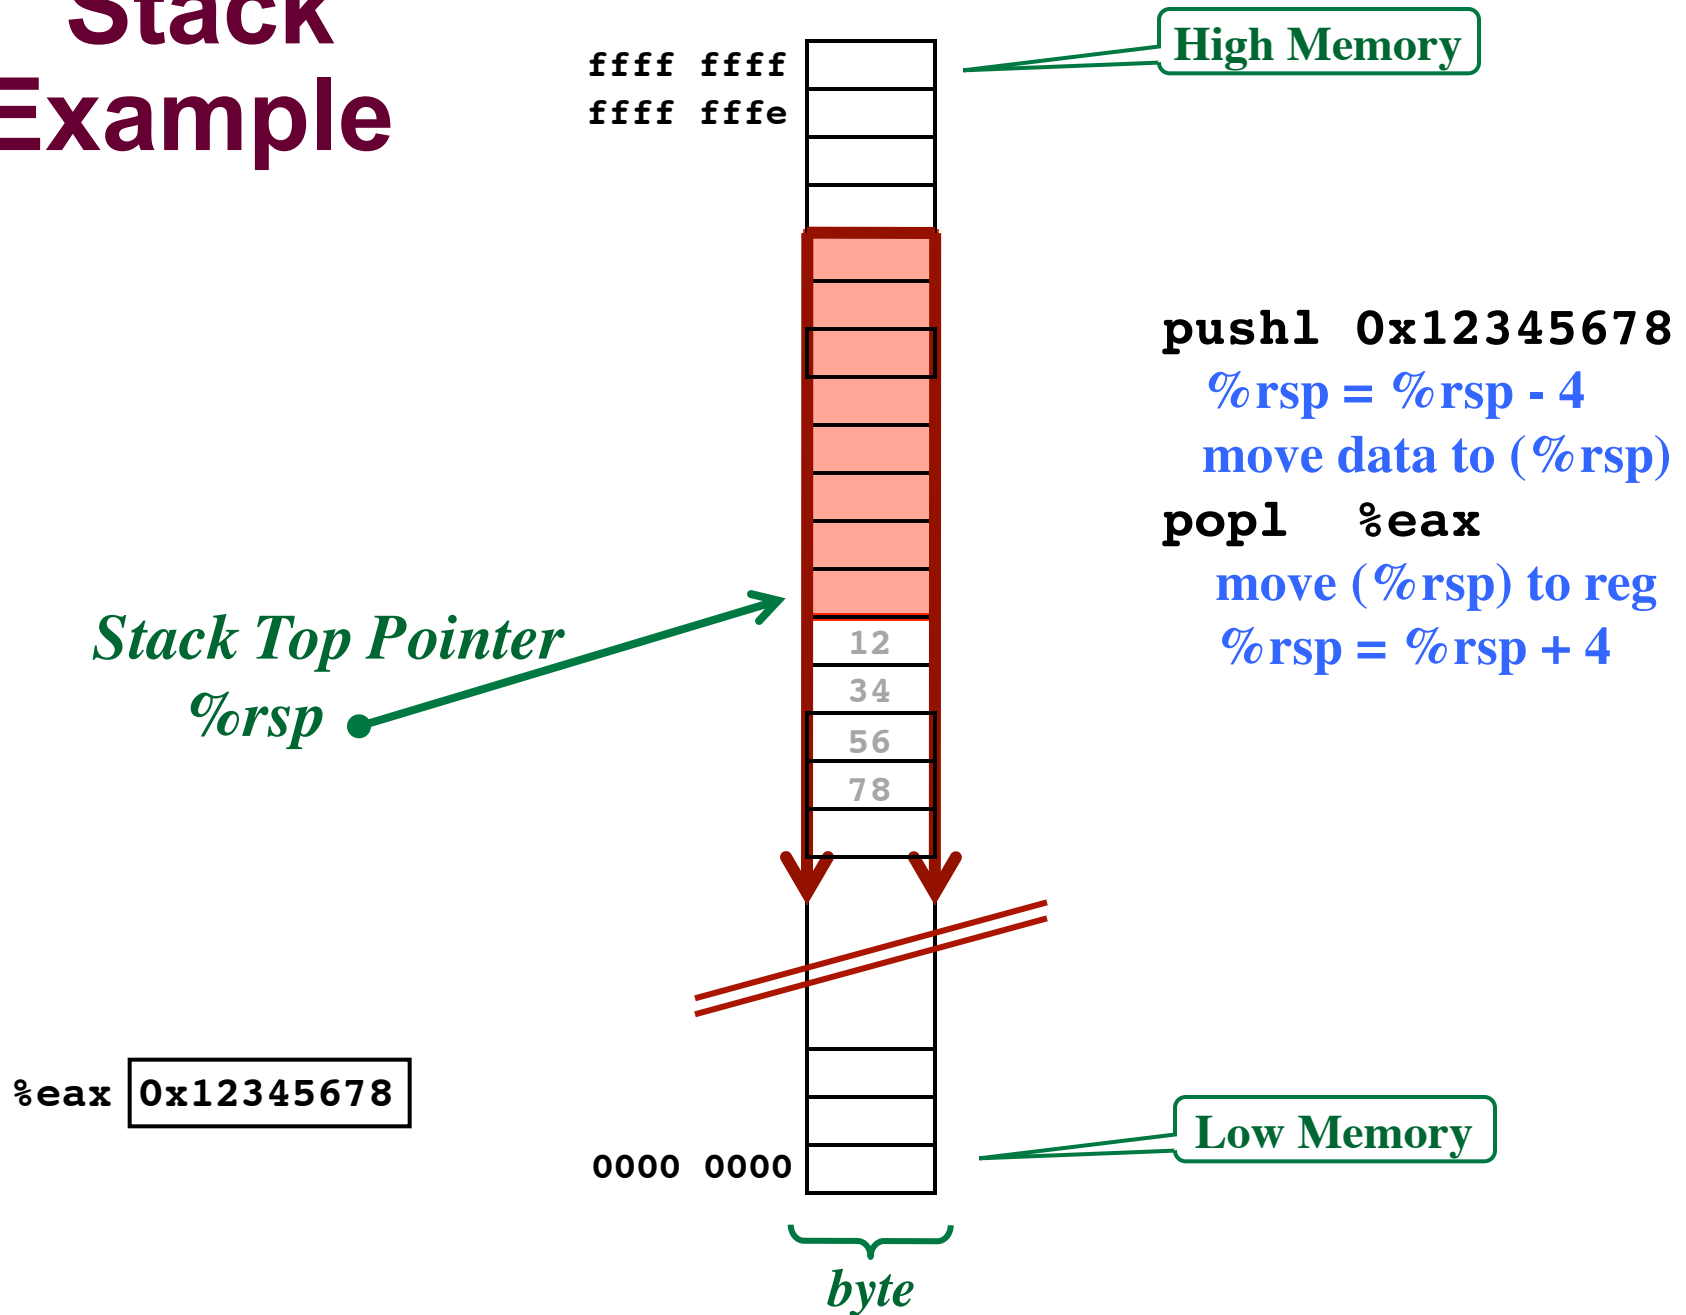 Stack
Example
High Memory
ffff ffff
ffff fffe
pushl 0x12345678
%rsp = %rsp - 4
move data to (%rsp)
popl %eax
move (%rsp) to reg
%rsp = %rsp + 4
Stack Top Pointer
%rsp
12
34
56
78
%eax 0x12345678
0000 0000
Low Memory
byte